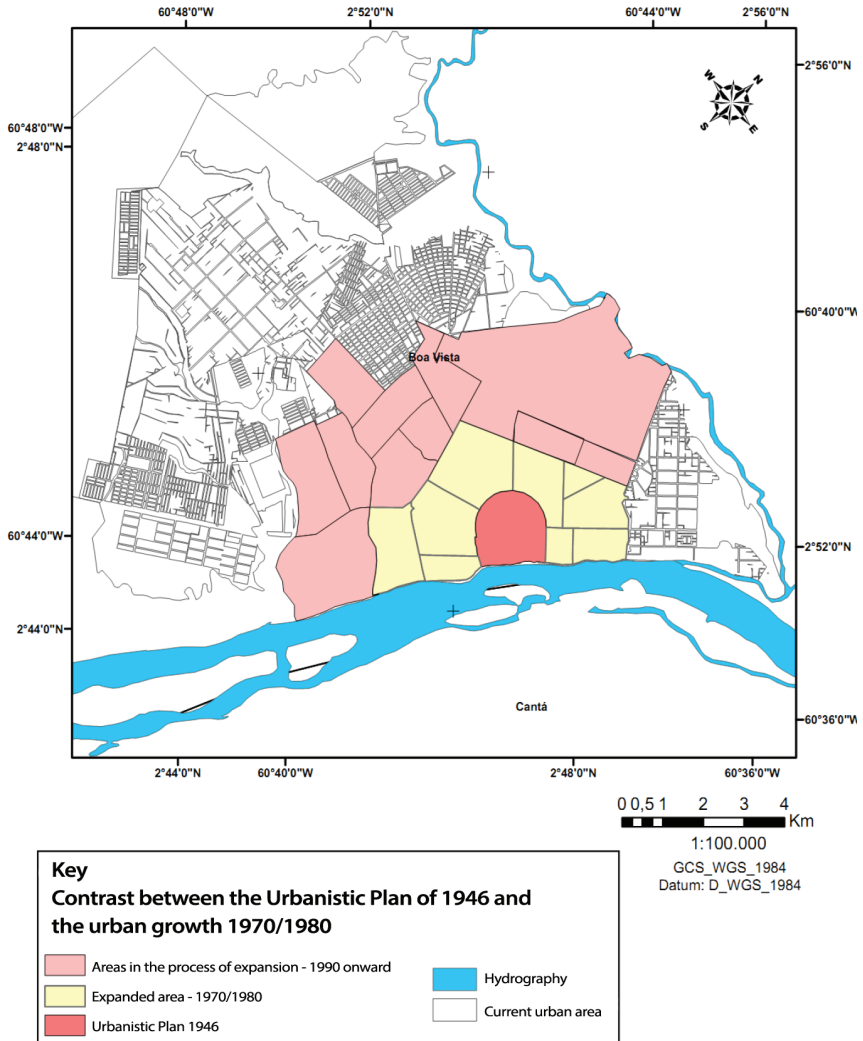 60°48'0"W 2°52'0"N 60°44'0"W 2°56'0"N
2°56'0"N
N
W
E
S
60°48'0"W
2°48'0"N
60°40'0"W
Boa Vista
60°44'0"W
2°52'0"N
2°44'0"N
Cantá
60°36'0"W
2°44'0"N 60°40'0"W 2°48'0"N 60°36'0"W
0 0,5 1 2 3 4
Km
1:100.000
GCS_WGS_1984
Datum: D_WGS_1984
Key
Contrast between the Urbanistic Plan of 1946 and
the urban growth 1970/1980
Areas in the process of expansion - 1990 onward
Expanded area - 1970/1980
Urbanistic Plan 1946
Hydrography
Current urban area